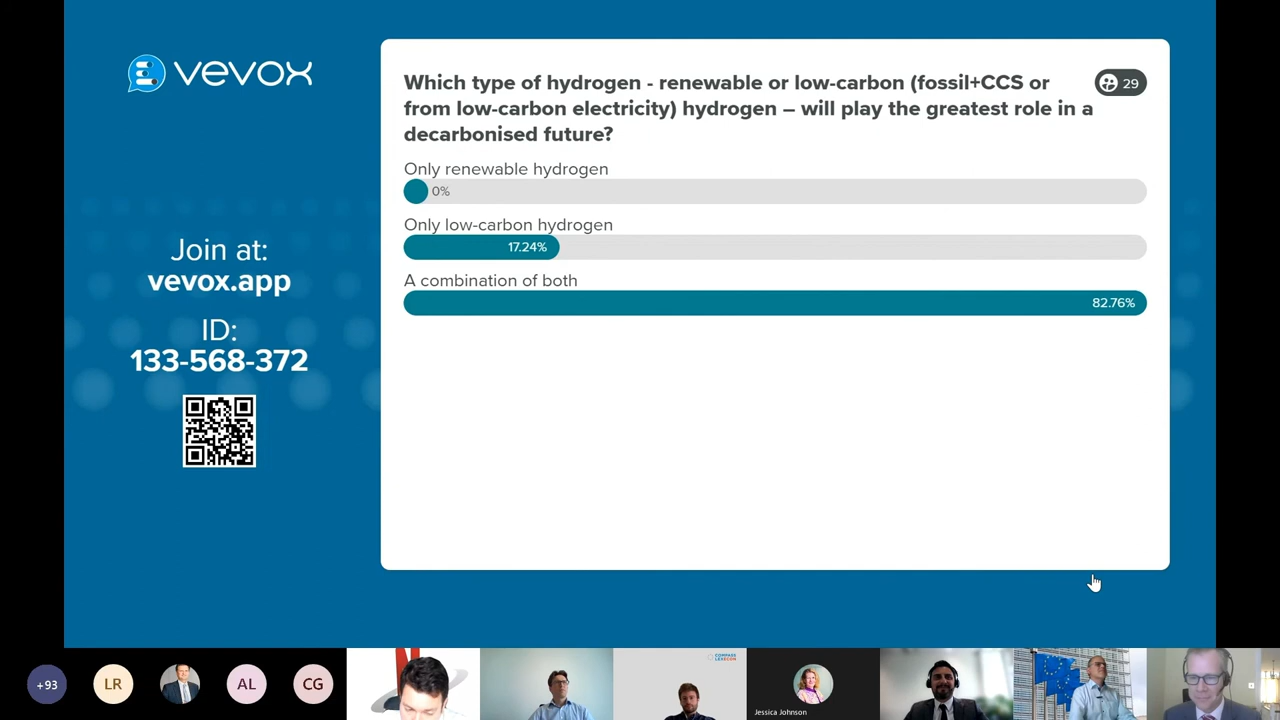 vevox
Which type of hydrogen - renewable or low-carbon (fossil+CCS or
from low-carbon electricity) hydrogen – will play the greatest role in a
decarbonised future?
29
Only renewable hydrogen
0%
Only low-carbon hydrogen
17.24%
A combination of both
82.76%
Join at:
vevox.app
ID:
133-568-372
+93
LR
AL
CG
COMPASS
LEXECON
Jessica Johnson